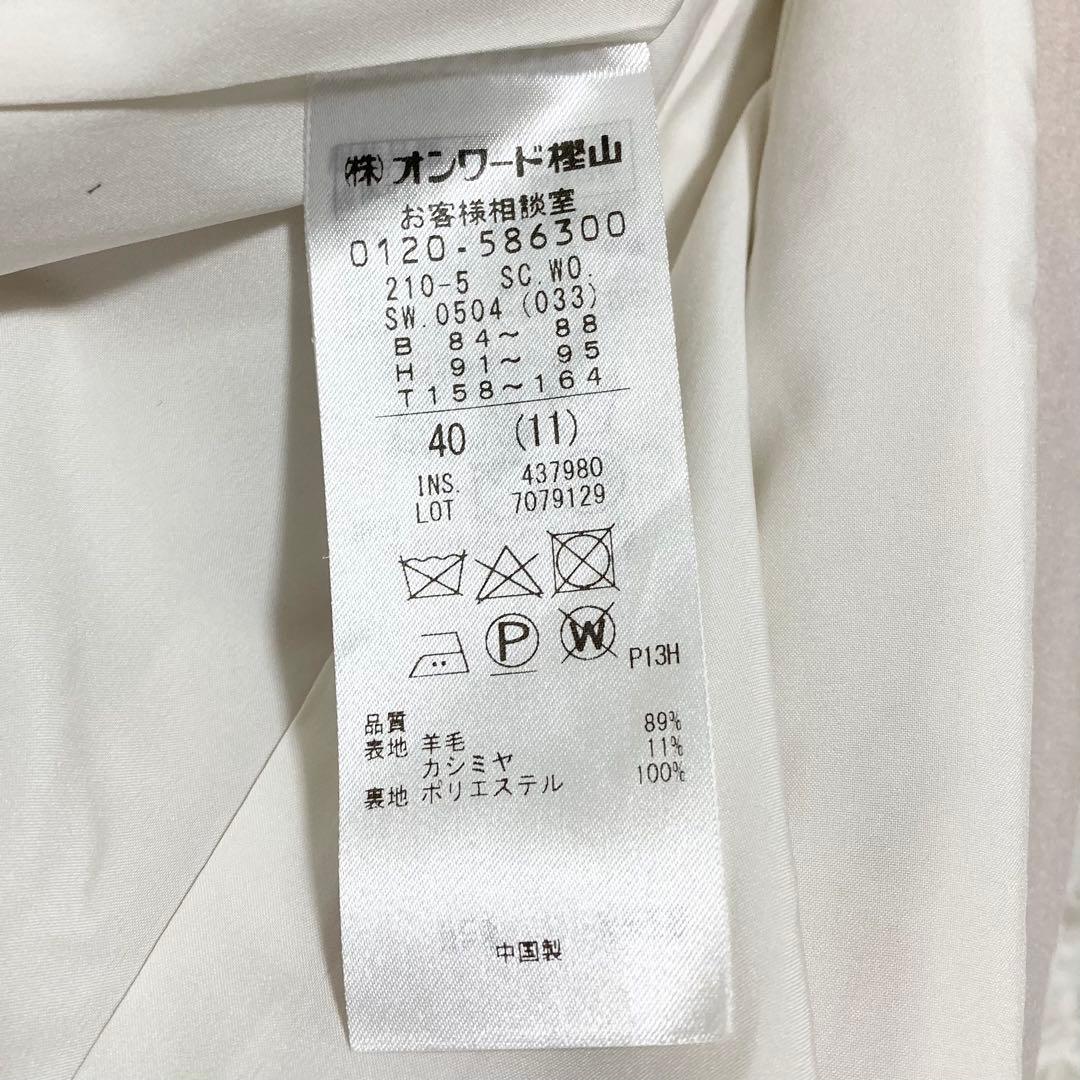 (株)オンワード樫山
お客様相談室
0120-586300
210-5 SC.WO.
SW.0504 (033)
B 84～ 88
H 91～ 95
T158～164
40 (11)
INS. 437980
LOT 7079129
P
W
P13H
品質
表地 羊毛 89%
カシミヤ 11%
裏地 ポリエステル 100%
中国製